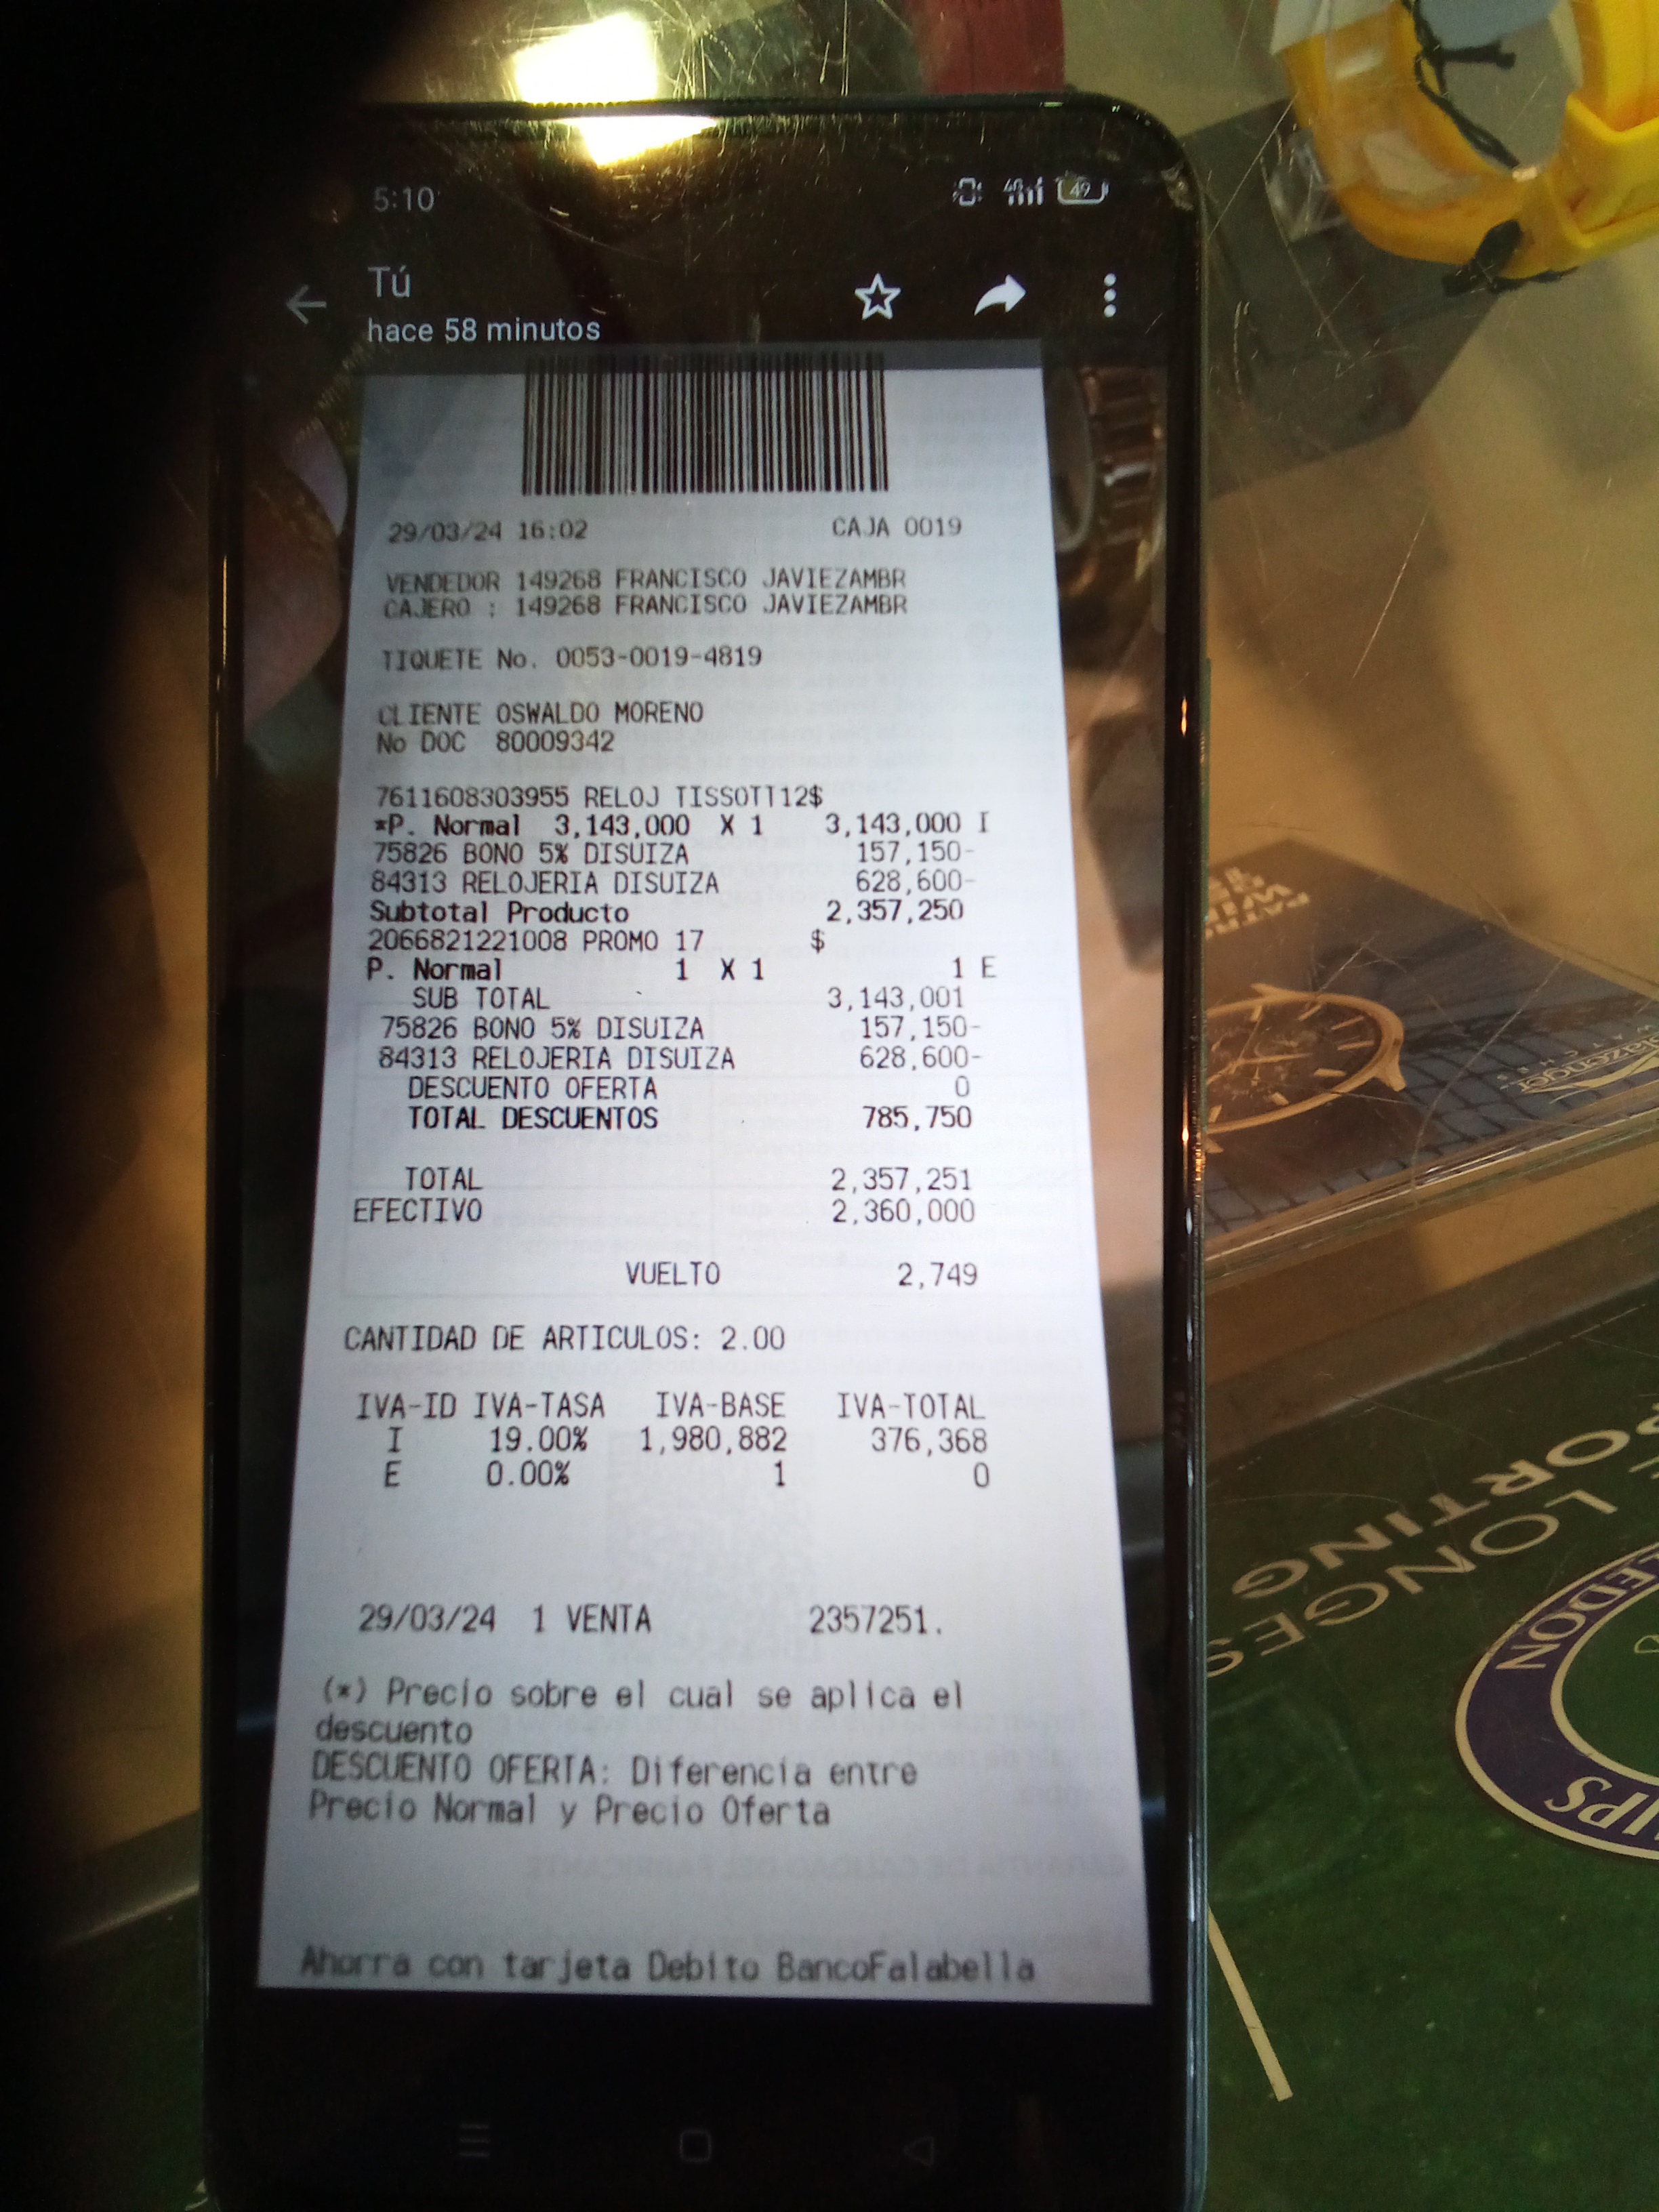 5:10
49
Tú
hace 58 minutos
29/03/24 16:02 CAJA 0019
VENDEDOR 149268 FRANCISCO JAVIEZAMBR
CAJERO : 149268 FRANCISCO JAVIEZAMBR
TIQUETE No. 0053-0019-4819
CLIENTE OSWALDO MORENO
No DOC 80009342
7611608303955 RELOJ TISSOTT12$
*P. Normal 3,143,000 X 1 3,143,000 I
75826 BONO 5% DISUIZA 157,150-
84313 RELOJERIA DISUIZA 628,600-
Subtotal Producto 2,357,250
2066821221008 PROMO 17 $
P. Normal 1 X 1 1 E
SUB TOTAL 3,143,001
75826 BONO 5% DISUIZA 157,150-
84313 RELOJERIA DISUIZA 628,600-
DESCUENTO OFERTA 0
TOTAL DESCUENTOS 785,750
TOTAL 2,357,251
EFECTIVO 2,360,000
VUELTO 2,749
CANTIDAD DE ARTICULOS: 2.00
IVA-ID IVA-TASA IVA-BASE IVA-TOTAL
I 19.00% 1,980,882 376,368
E 0.00% 1 0
29/03/24 1 VENTA 2357251.
(*) Precio sobre el cual se aplica el
descuento
DESCUENTO OFERTA: Diferencia entre
Precio Normal y Precio Oferta
Ahorra con tarjeta Debito BancoFalabella